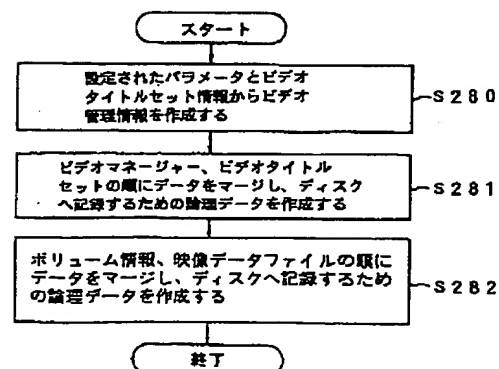 スタート
設定されたパラメータとビデオ
タイトルセット情報からビデオ
管理情報を作成する
S280
ビデオマネージャー、ビデオタイトル
セットの順にデータをマージし、ディスク
へ記録するための論理データを作成する
S281
ボリューム情報、映像データファイルの順に
データをマージし、ディスクへ記録するため
の論理データを作成する
S282
終了